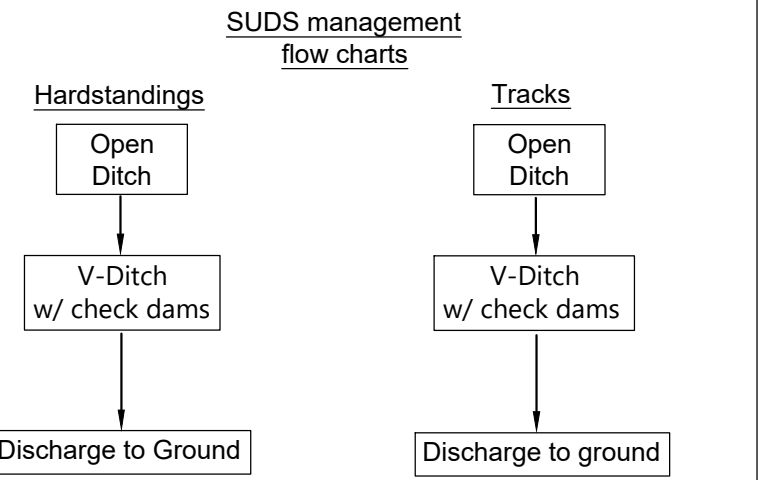 SUDS management
flow charts
Hardstandings
Open
Ditch
V-Ditch
w/ check dams
Discharge to Ground
Tracks
Open
Ditch
V-Ditch
w/ check dams
Discharge to ground